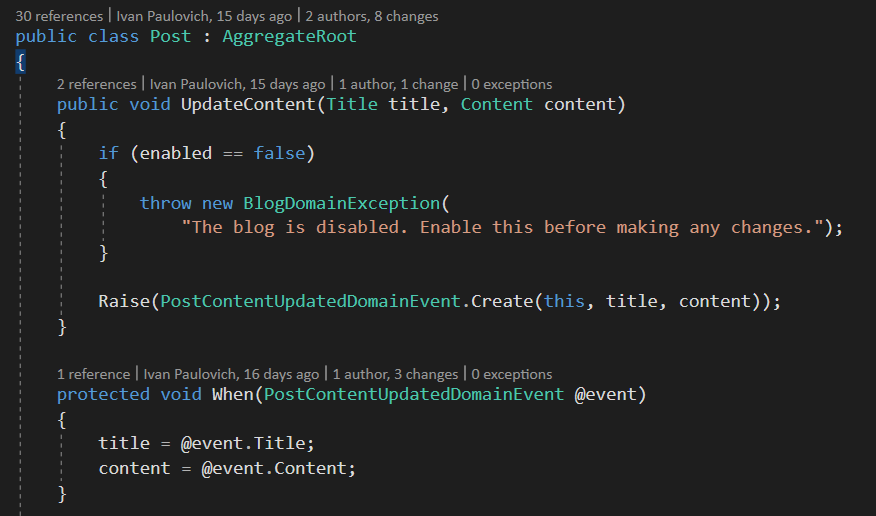 30 references | Ivan Paulovich, 15 days ago | 2 authors, 8 changes
public class Post : AggregateRoot
{
2 references | Ivan Paulovich, 15 days ago | 1 author, 1 change | 0 exceptions
public void UpdateContent(Title title, Content content)
{
if (enabled == false)
{
throw new BlogDomainException(
"The blog is disabled. Enable this before making any changes.");
}
Raise(PostContentUpdatedDomainEvent.Create(this, title, content));
}
1 reference | Ivan Paulovich, 16 days ago | 1 author, 3 changes | 0 exceptions
protected void When(PostContentUpdatedDomainEvent @event)
{
title = @event.Title;
content = @event.Content;
}